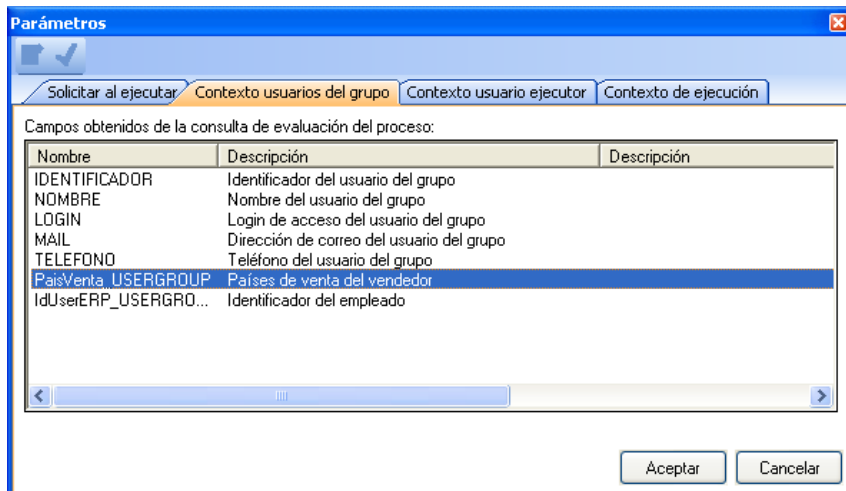 Parámetros
Solicitar al ejecutar Contexto usuarios del grupo Contexto usuario ejecutor Contexto de ejecución
Campos obtenidos de la consulta de evaluación del proceso:
Nombre Descripción Descripción
IDENTIFICADOR Identificador del usuario del grupo
NOMBRE Nombre del usuario del grupo
LOGIN Login de acceso del usuario del grupo
MAIL Dirección de correo del usuario del grupo
TELEFONO Teléfono del usuario del grupo
PaisVenta_USERGROUP Países de venta del vendedor
IdUserERP_USERGRO... Identificador del empleado
Aceptar Cancelar